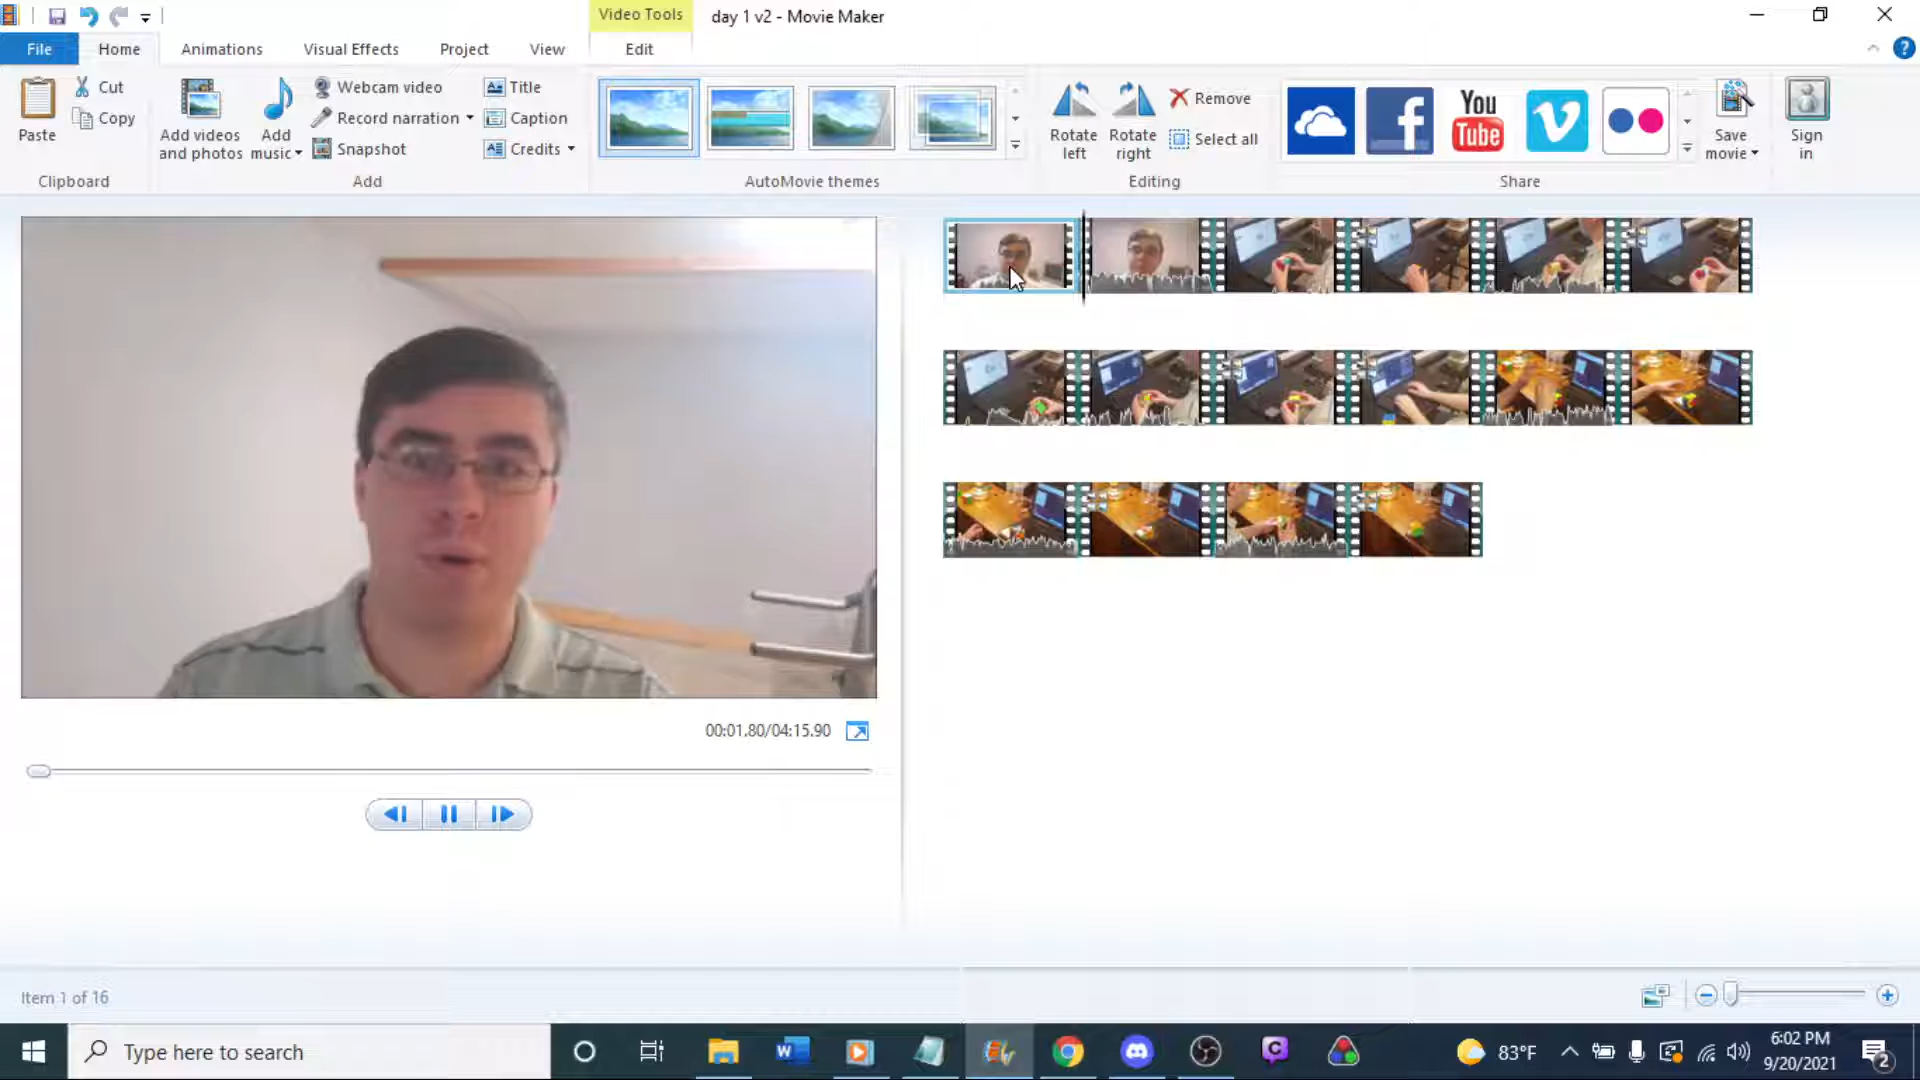 Video Tools
day 1 v2 - Movie Maker
File
Home
Animations
Visual Effects
Project
View
Edit
Paste
Cut
Copy
Clipboard
Add videos
and photos
Add
music
Webcam video
Record narration
Snapshot
Title
Caption
Credits
Add
AutoMovie themes
Rotate
left
Rotate
right
Remove
Select all
Editing
You
Tube
Share
Save
movie
Sign
in
00:01.80/04:15.90
Item 1 of 16
Type here to search
83°F
6:02 PM
9/20/2021
2